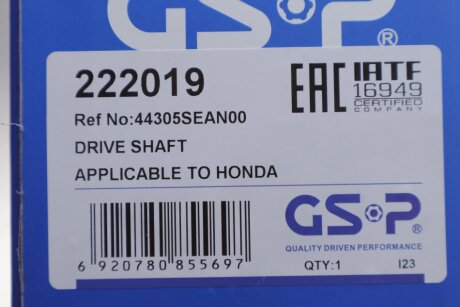 GSP®
222019
EAC
IATF
16949
CERTIFIED
COMPANY
Ref No:44305SEAN00
DRIVE SHAFT
APPLICABLE TO HONDA
GSP®
QUALITY DRIVEN PERFORMANCE
6 920780 855697
QTY:1 I23